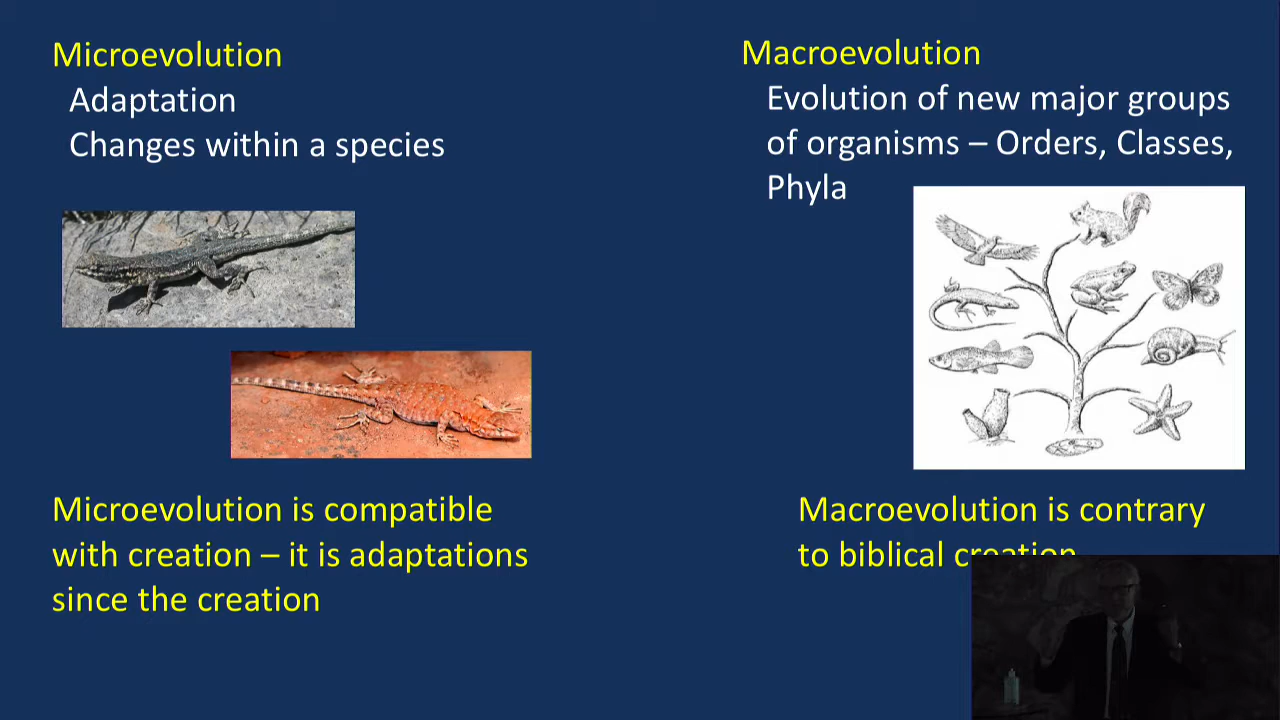 Microevolution
Adaptation
Changes within a species
Microevolution is compatible
with creation – it is adaptations
since the creation
Macroevolution
Evolution of new major groups
of organisms – Orders, Classes,
Phyla
Macroevolution is contrary
to biblical creation